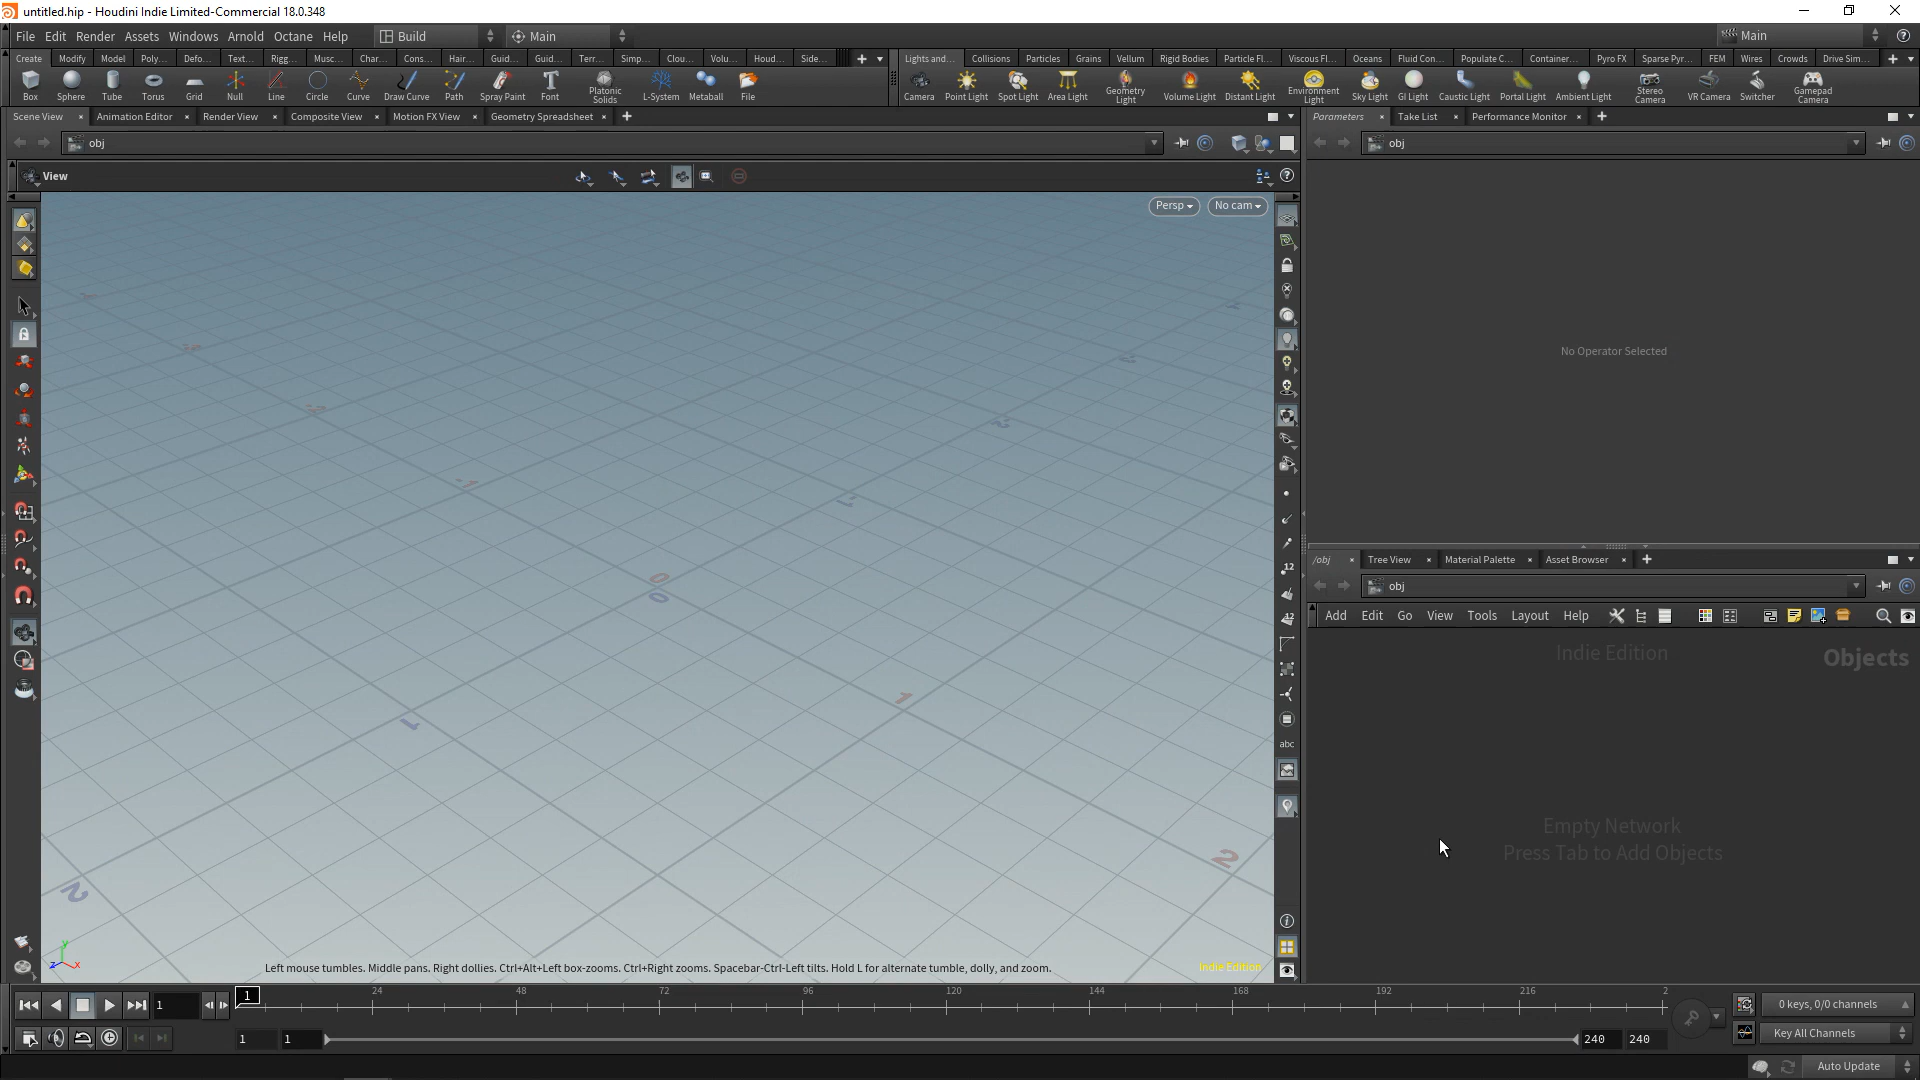 untitled.hip - Houdini Indie Limited-Commercial 18.0.348
File Edit Render Assets Windows Arnold Octane Help Build Main Main
Create Modify Model Poly... Defo... Text... Rigg... Musc... Char... Cons... Hair... Guid... Guid... Terr... Simp... Clou... Volu... Houd... Side... Lights and... Collisions Particles Grains Vellum Rigid Bodies Particle Fl... Viscous Fl... Oceans Fluid Con... Populate C... Container... Pyro FX Sparse Pyr... FEM Wires Crowds Drive Sim...
Box Sphere Tube Torus Grid Null Line Circle Curve Draw Curve Path Spray Paint Font Platonic Solids L-System Metaball File Camera Point Light Spot Light Area Light Geometry Light Volume Light Distant Light Environment Light Sky Light GI Light Caustic Light Portal Light Ambient Light Stereo Camera VR Camera Switcher Gamepad Camera
Scene View Animation Editor Render View Composite View Motion FX View Geometry Spreadsheet Parameters Take List Performance Monitor
obj obj
View
Persp No cam
No Operator Selected
/obj Tree View Material Palette Asset Browser
obj
Add Edit Go View Tools Layout Help
Indie Edition Objects
Empty Network
Press Tab to Add Objects
0
0
1
1
2
2
12
12
abc
y
z x
Left mouse tumbles. Middle pans. Right dollies. Ctrl+Alt+Left box-zooms. Ctrl+Right zooms. Spacebar-Ctrl-Left tilts. Hold L for alternate tumble, dolly, and zoom. Indie Edition
1 1 24 48 72 96 120 144 168 192 216 2 0 keys, 0/0 channels
1 1 240 240 Key All Channels
Auto Update